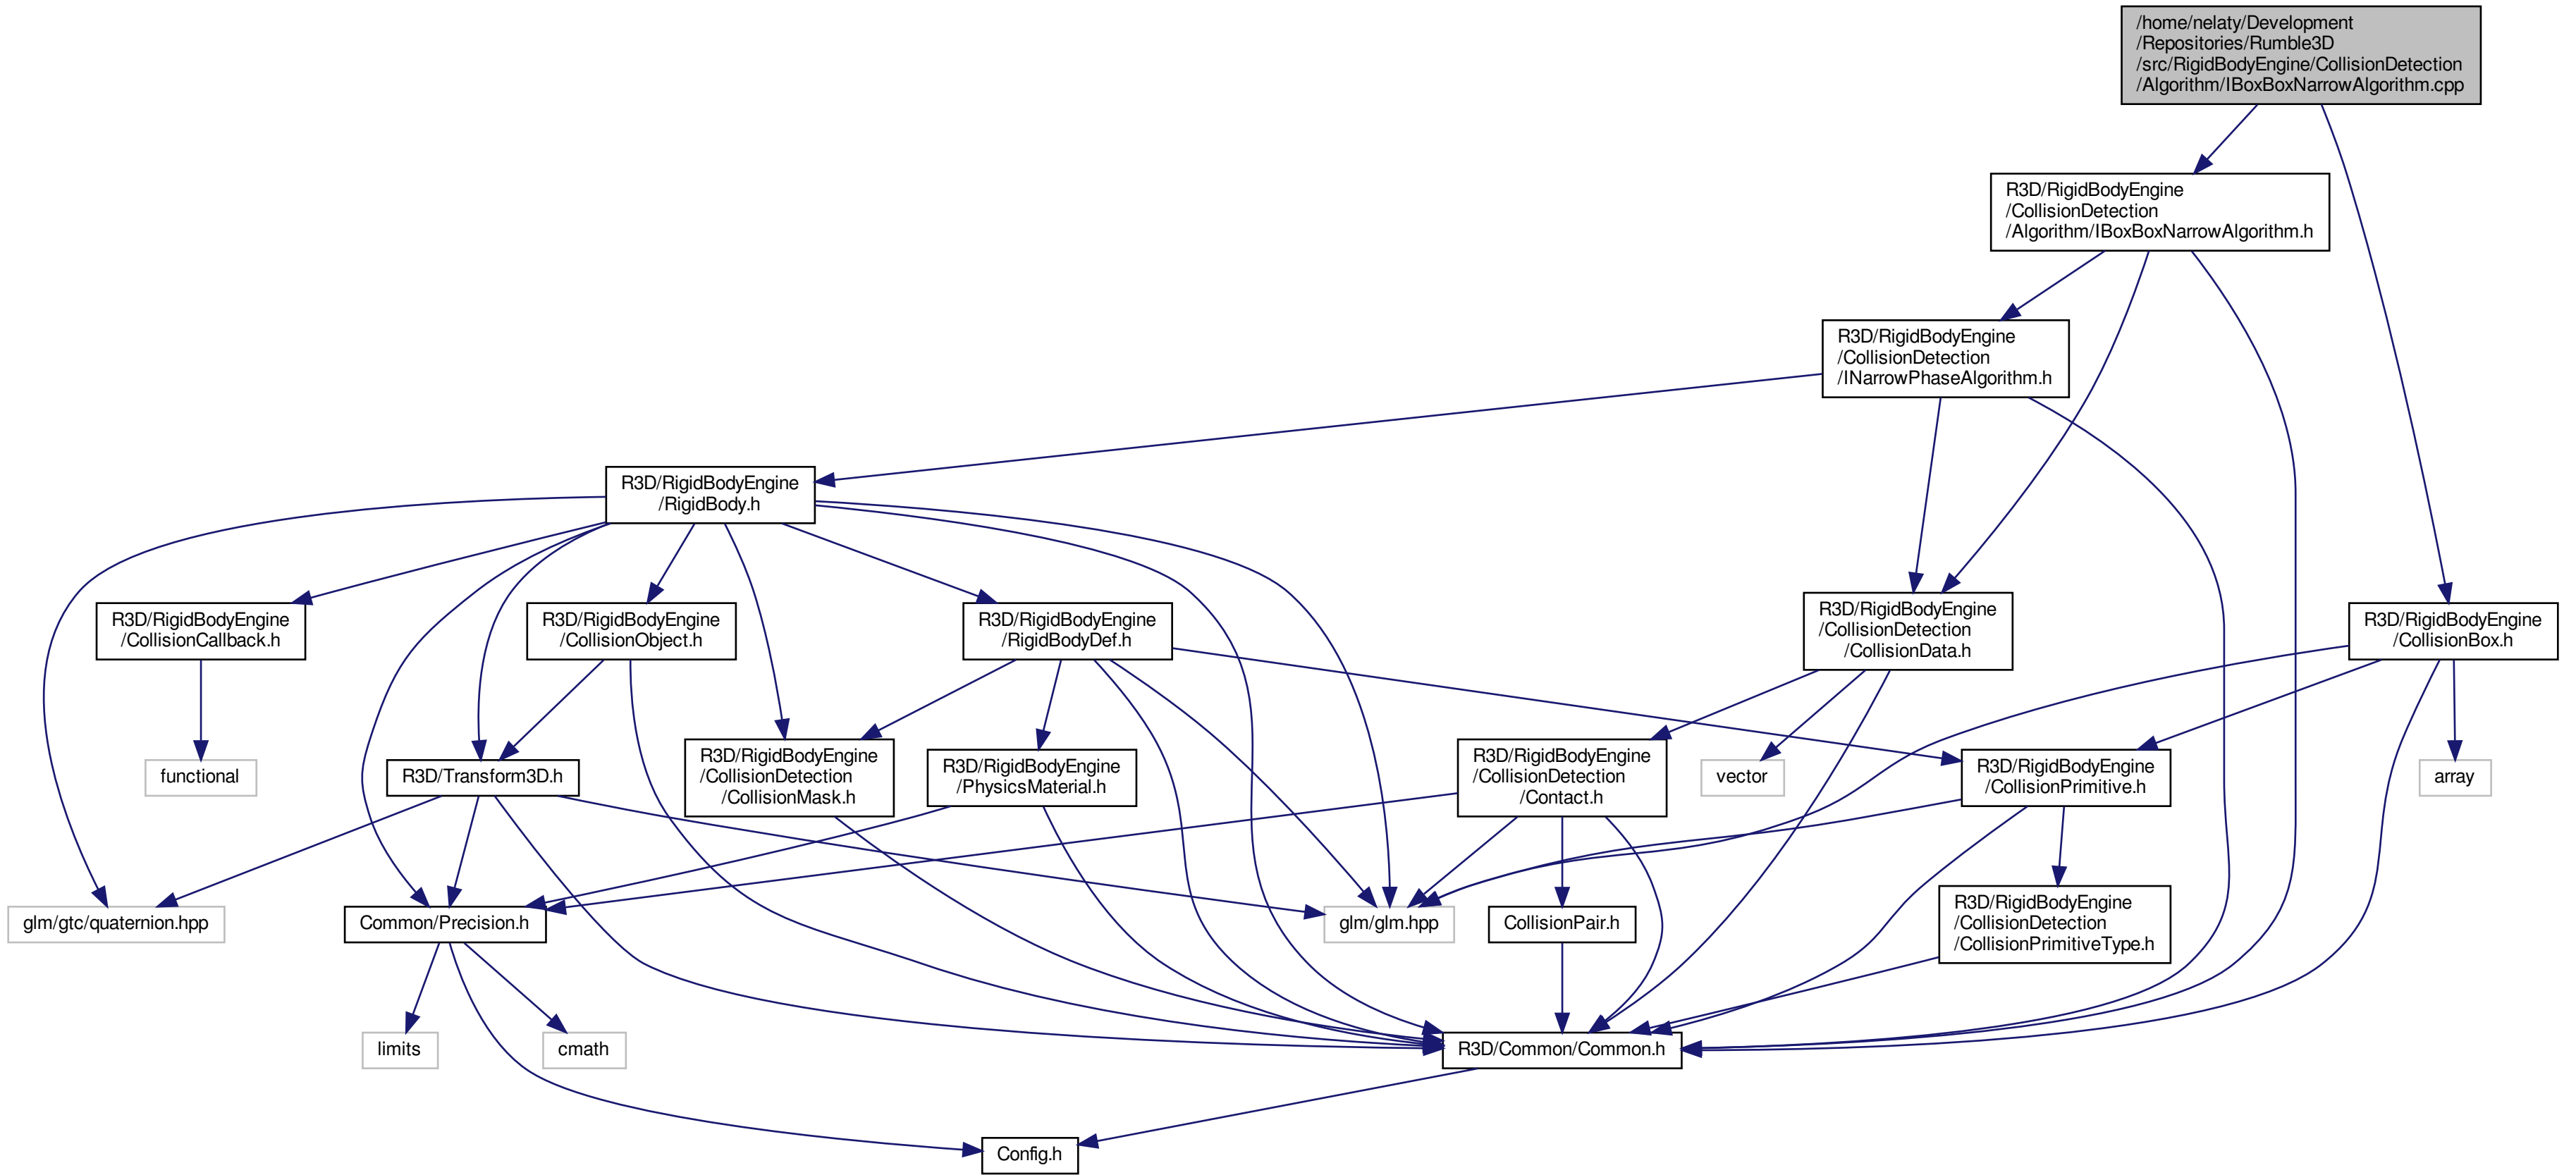 /home/nelaty/Development
/Repositories/Rumble3D
/src/RigidBodyEngine/CollisionDetection
/Algorithm/IBoxBoxNarrowAlgorithm.cpp
R3D/RigidBodyEngine
/CollisionDetection
/Algorithm/IBoxBoxNarrowAlgorithm.h
R3D/RigidBodyEngine
/CollisionDetection
/INarrowPhaseAlgorithm.h
R3D/RigidBodyEngine
/RigidBody.h
R3D/RigidBodyEngine
/CollisionCallback.h
R3D/RigidBodyEngine
/CollisionObject.h
R3D/RigidBodyEngine
/RigidBodyDef.h
R3D/RigidBodyEngine
/CollisionDetection
/CollisionData.h
R3D/RigidBodyEngine
/CollisionBox.h
functional
R3D/Transform3D.h
R3D/RigidBodyEngine
/CollisionDetection
/CollisionMask.h
R3D/RigidBodyEngine
/PhysicsMaterial.h
R3D/RigidBodyEngine
/CollisionDetection
/Contact.h
vector
R3D/RigidBodyEngine
/CollisionPrimitive.h
array
glm/gtc/quaternion.hpp
Common/Precision.h
glm/glm.hpp
CollisionPair.h
R3D/RigidBodyEngine
/CollisionDetection
/CollisionPrimitiveType.h
limits
cmath
R3D/Common/Common.h
Config.h